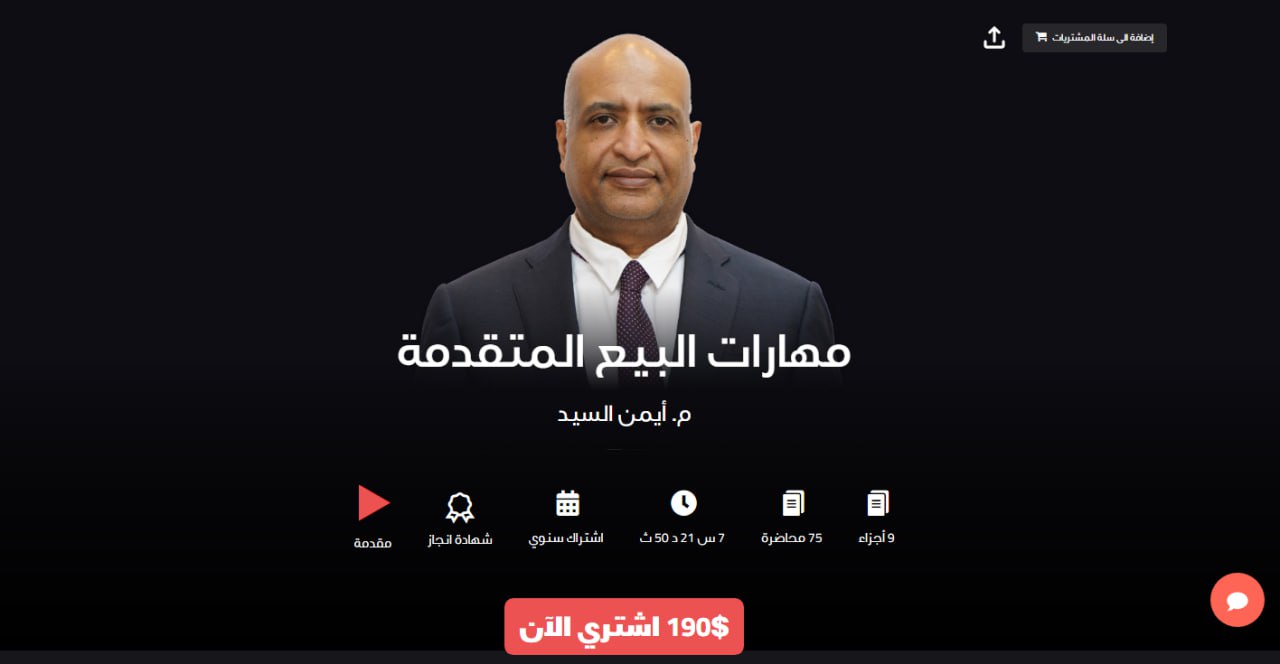 إضافة الى سلة المشتريات
مهارات البيع المتقدمة
م. أيمن السيد
9 أجزاء
75 محاضرة
7 س 21 د 50 ث
اشتراك سنوي
شهادة انجاز
مقدمة
190$ اشتري الآن